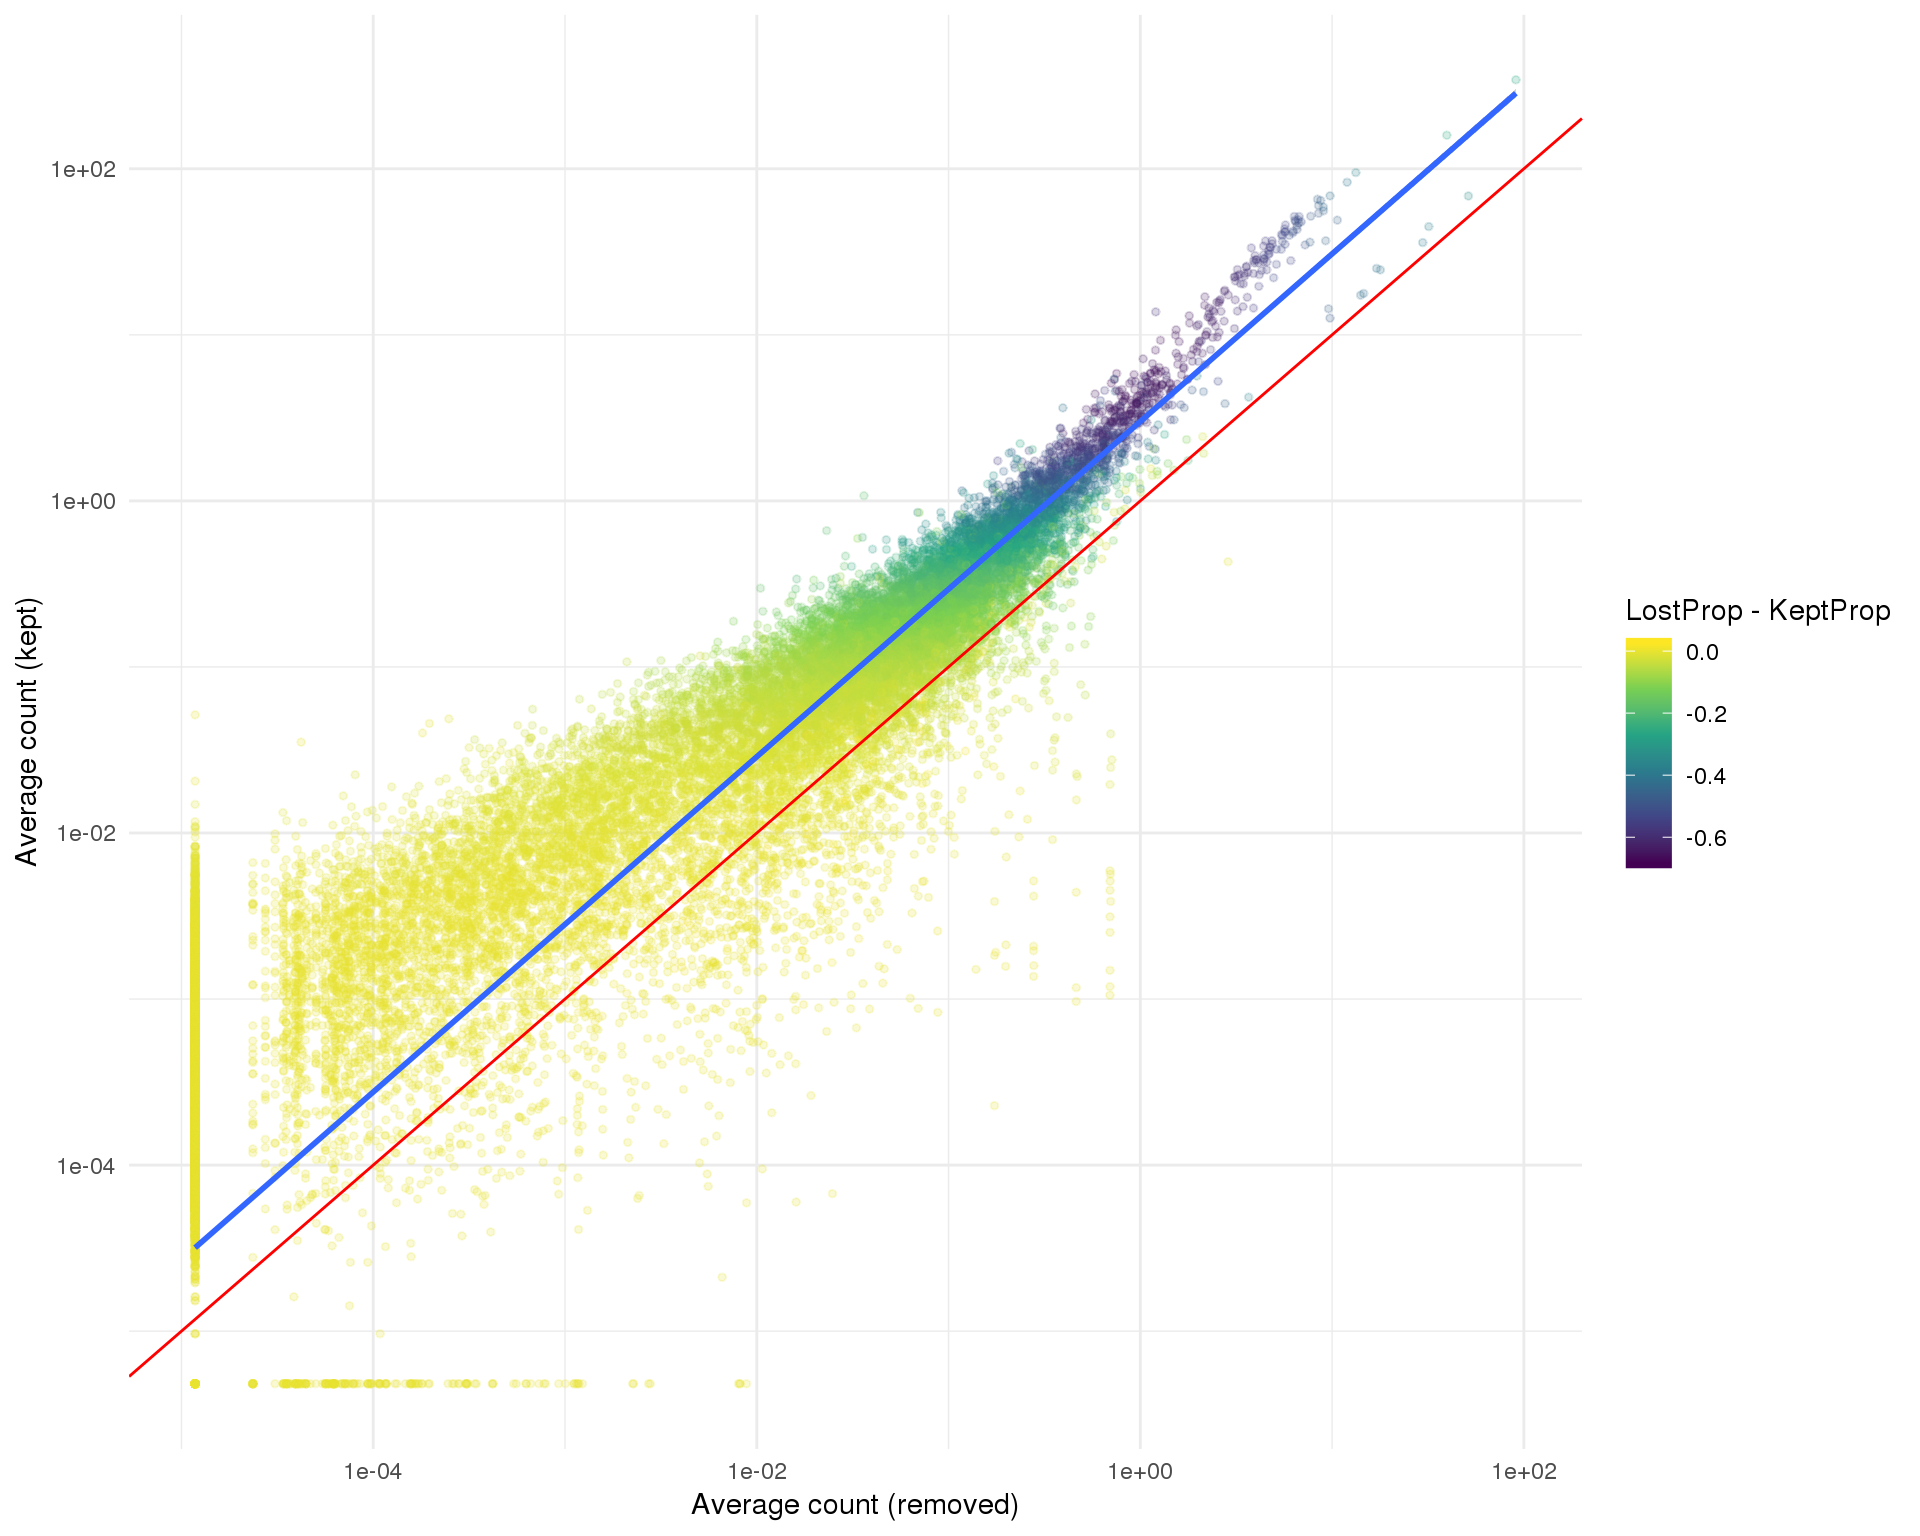 1e+02
1e+00
1e-02
1e-04
Average count (kept)
1e-04
1e-02
1e+00
1e+02
Average count (removed)
LostProp - KeptProp
0.0
-0.2
-0.4
-0.6